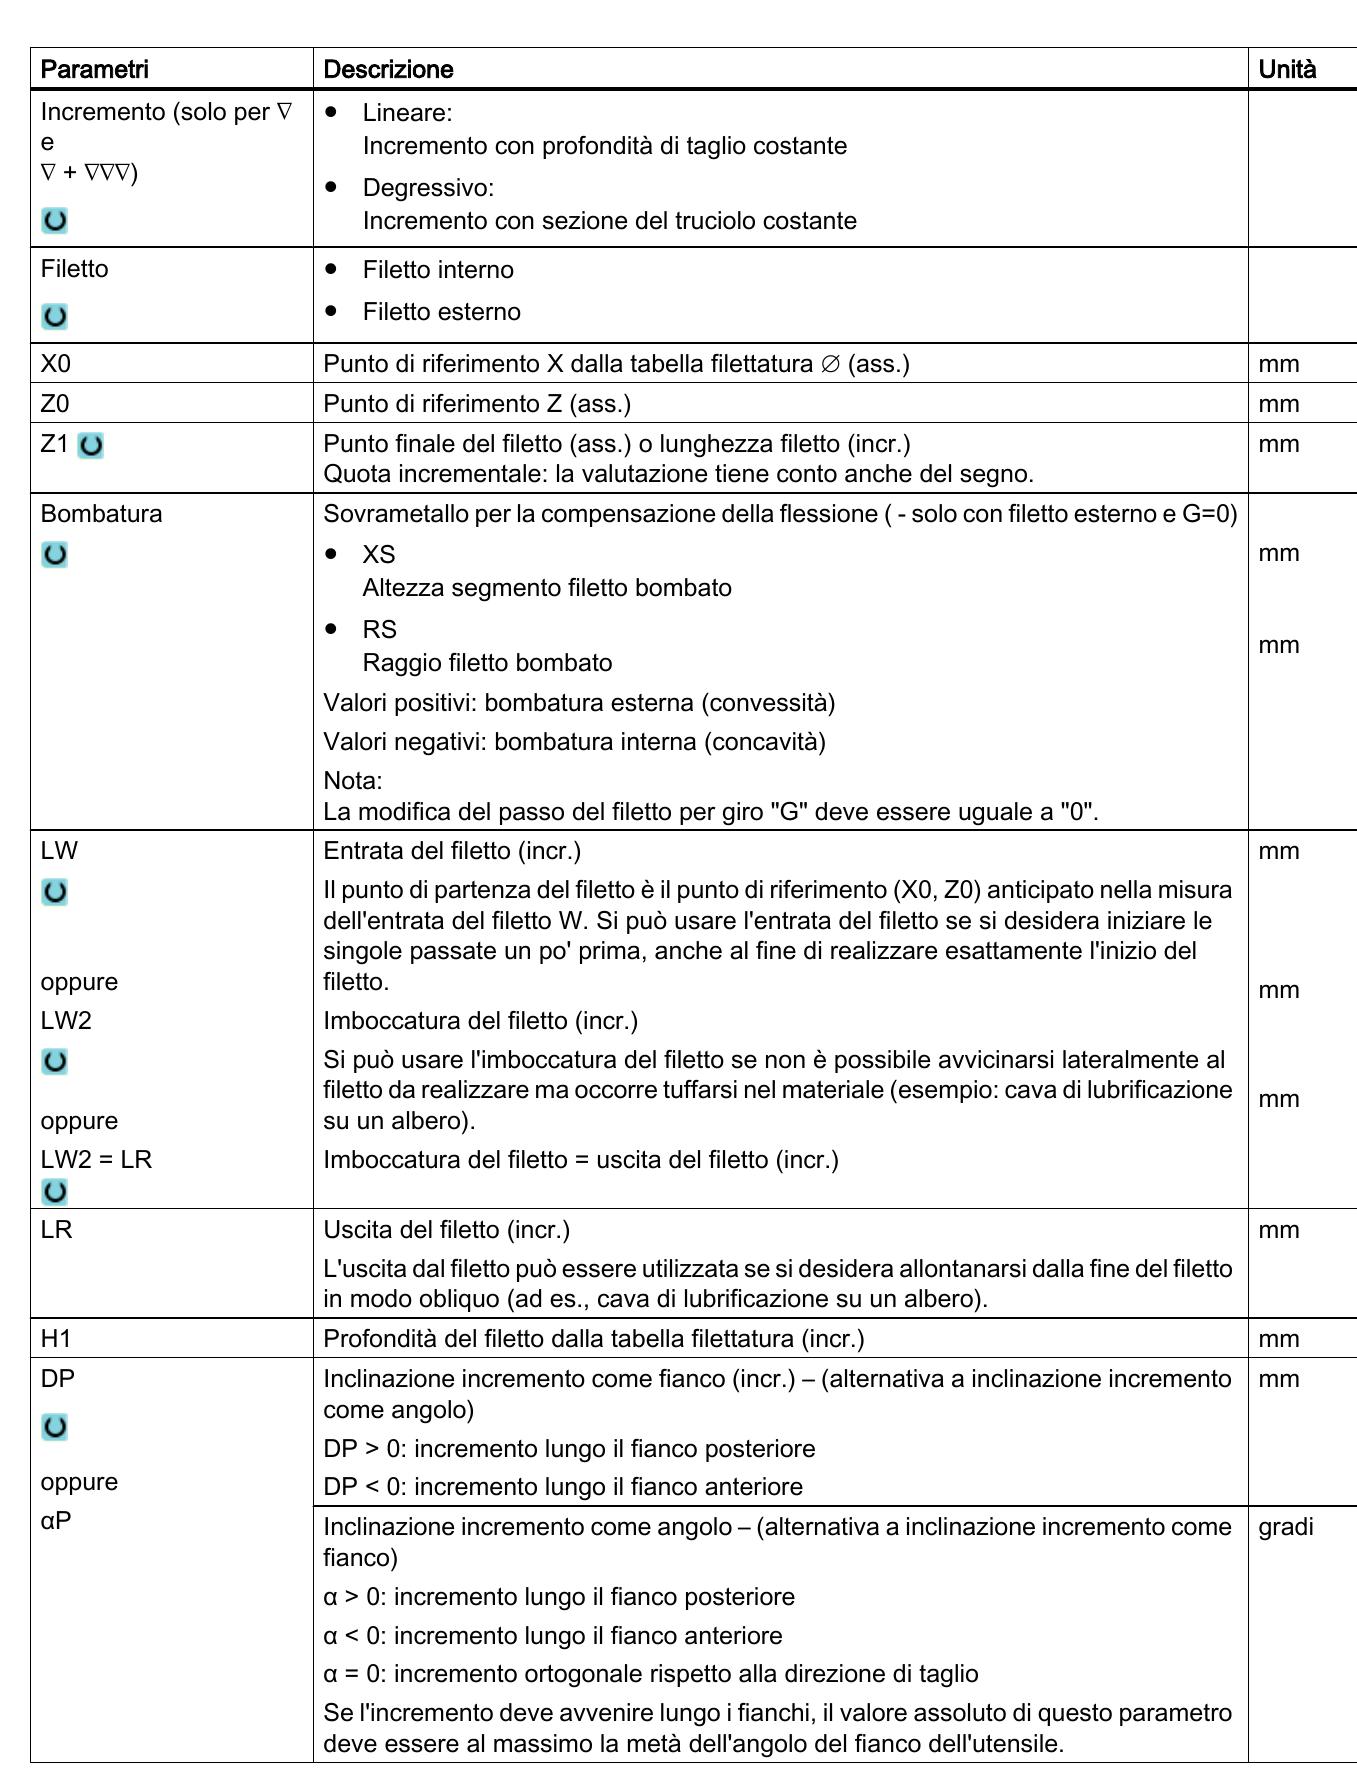 Parametri Descrizione Unità
Incremento (solo per ∇
e
∇ + ∇∇∇)
● Lineare:
Incremento con profondità di taglio costante
● Degressivo:
Incremento con sezione del truciolo costante
Filetto
● Filetto interno
● Filetto esterno
X0 Punto di riferimento X dalla tabella filettatura ∅ (ass.) mm
Z0 Punto di riferimento Z (ass.) mm
Z1 Punto finale del filetto (ass.) o lunghezza filetto (incr.) mm
Quota incrementale: la valutazione tiene conto anche del segno.
Bombatura Sovrametallo per la compensazione della flessione ( - solo con filetto esterno e G=0)
● XS mm
Altezza segmento filetto bombato
● RS
mm
Raggio filetto bombato
Valori positivi: bombatura esterna (convessità)
Valori negativi: bombatura interna (concavità)
Nota:
La modifica del passo del filetto per giro "G" deve essere uguale a "0".
LW Entrata del filetto (incr.) mm
Il punto di partenza del filetto è il punto di riferimento (X0, Z0) anticipato nella misura
dell'entrata del filetto W. Si può usare l'entrata del filetto se si desidera iniziare le
singole passate un po' prima, anche al fine di realizzare esattamente l'inizio del
oppure filetto. mm
LW2 Imboccatura del filetto (incr.)
Si può usare l'imboccatura del filetto se non è possibile avvicinarsi lateralmente al
filetto da realizzare ma occorre tuffarsi nel materiale (esempio: cava di lubrificazione mm
oppure su un albero).
LW2 = LR Imboccatura del filetto = uscita del filetto (incr.)
LR Uscita del filetto (incr.) mm
L'uscita dal filetto può essere utilizzata se si desidera allontanarsi dalla fine del filetto
in modo obliquo (ad es., cava di lubrificazione su un albero).
H1 Profondità del filetto dalla tabella filettatura (incr.) mm
DP Inclinazione incremento come fianco (incr.) – (alternativa a inclinazione incremento mm
come angolo)
DP > 0: incremento lungo il fianco posteriore
oppure DP < 0: incremento lungo il fianco anteriore
αP Inclinazione incremento come angolo – (alternativa a inclinazione incremento come gradi
fianco)
α > 0: incremento lungo il fianco posteriore
α < 0: incremento lungo il fianco anteriore
α = 0: incremento ortogonale rispetto alla direzione di taglio
Se l'incremento deve avvenire lungo i fianchi, il valore assoluto di questo parametro
deve essere al massimo la metà dell'angolo del fianco dell'utensile.